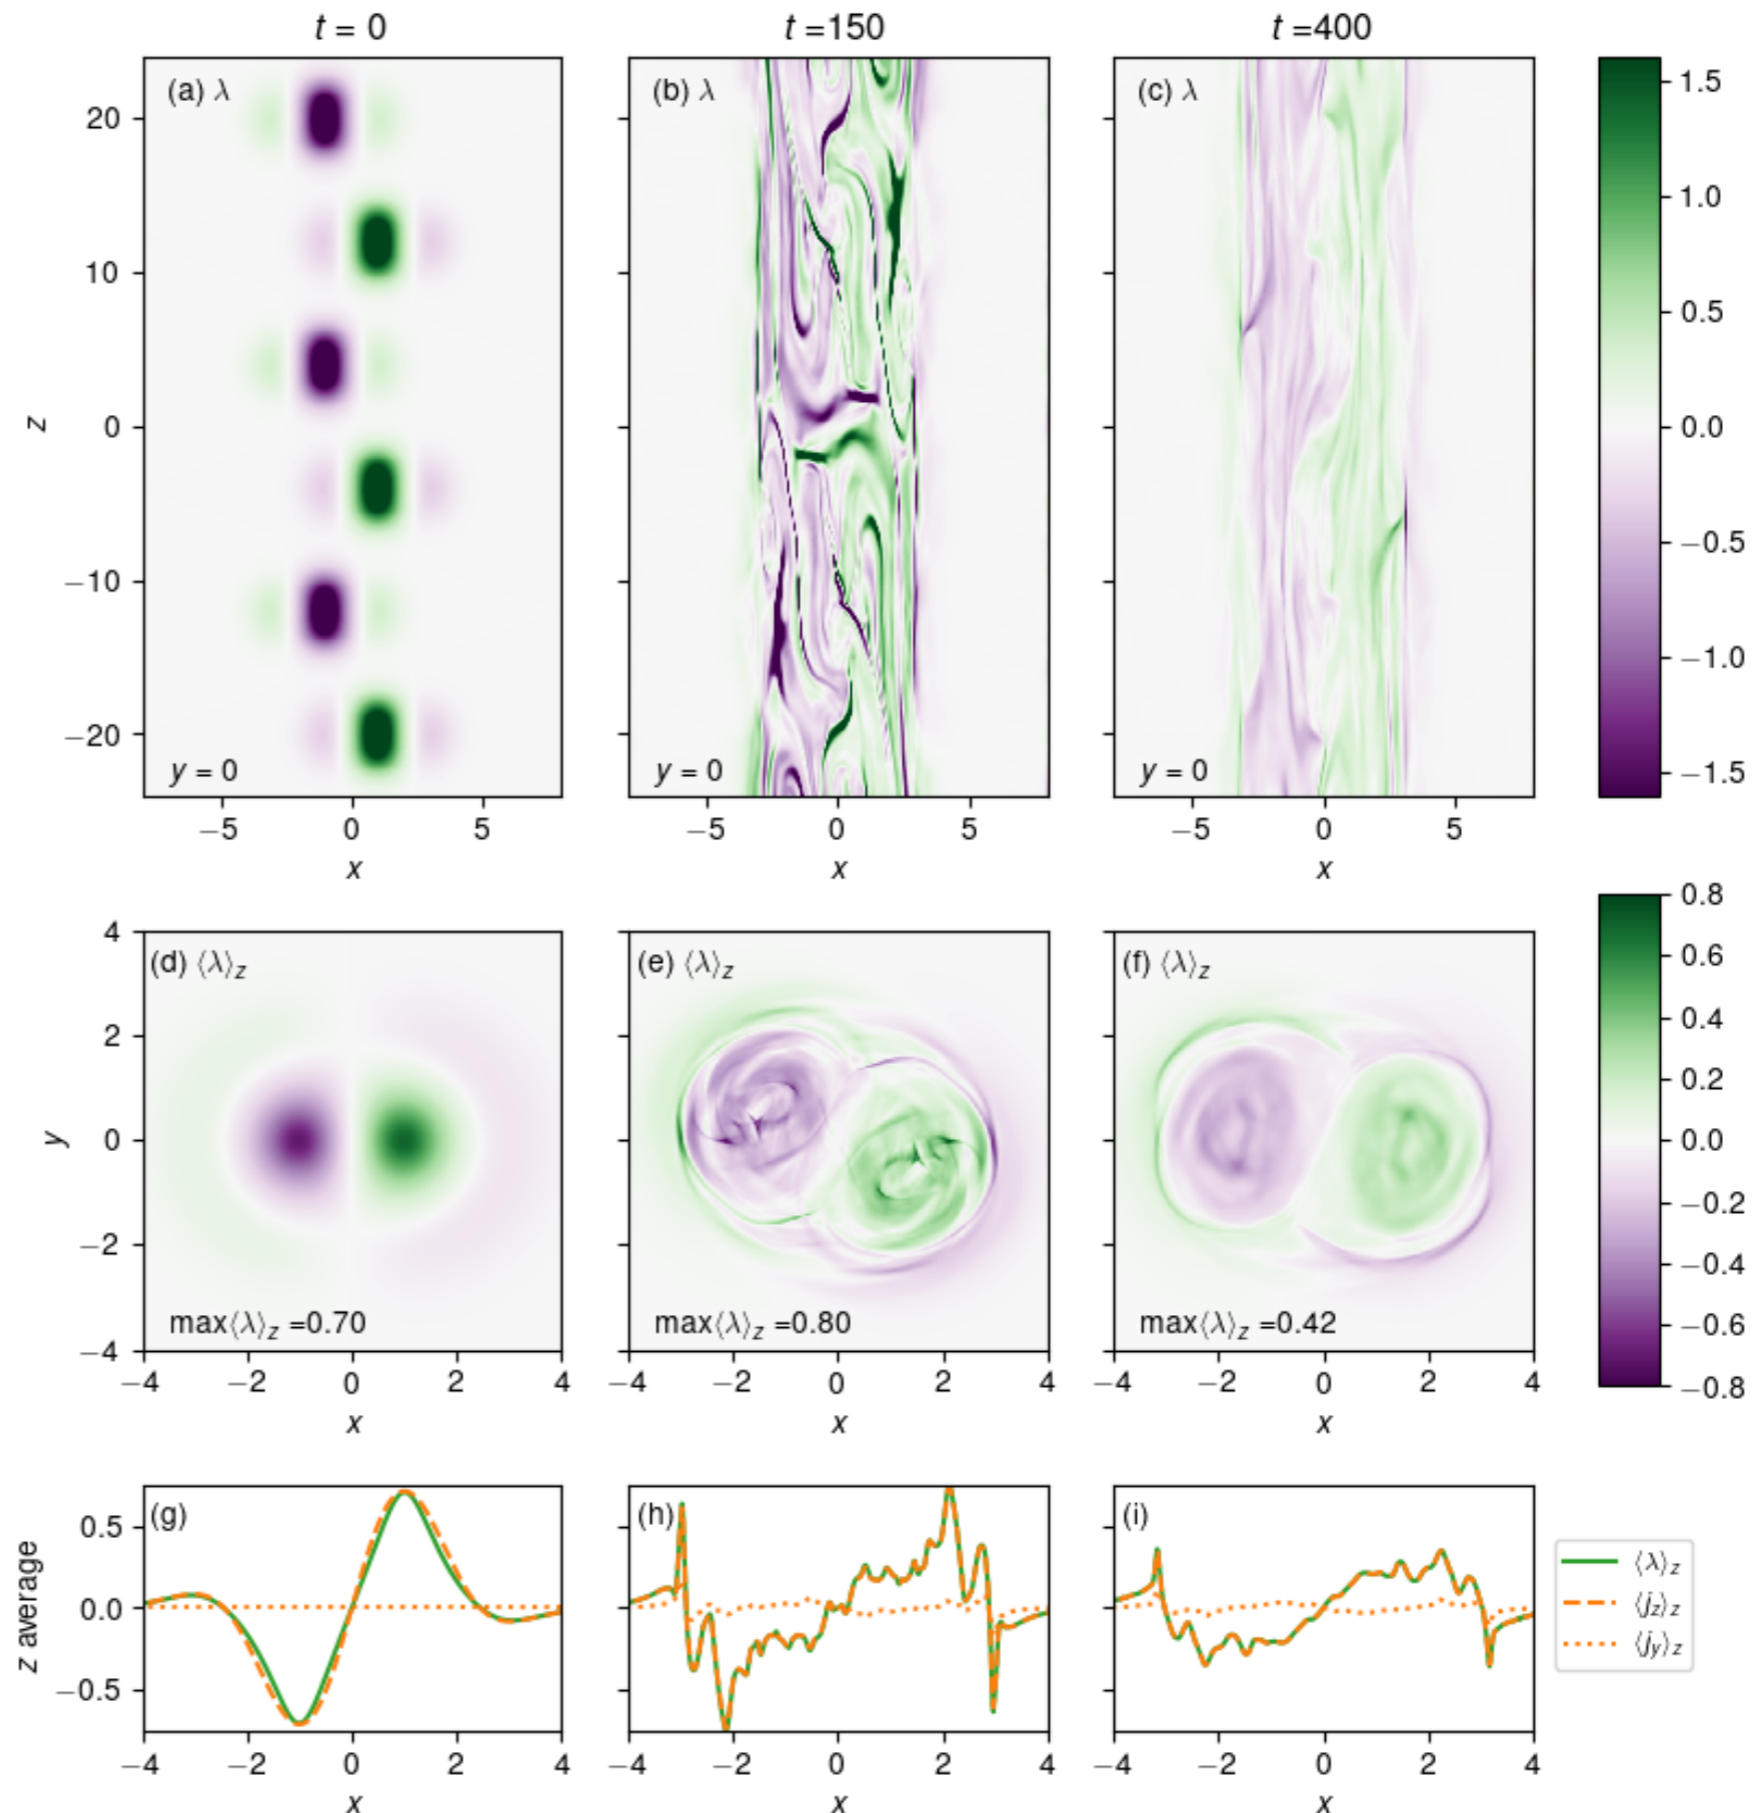 t = 0 t =150 t =400
(a) λ (b) λ (c) λ
20
10
0
−10
−20
z
y = 0 y = 0 y = 0
−5 0 5 −5 0 5 −5 0 5
x x x
1.5
1.0
0.5
0.0
−0.5
−1.0
−1.5
(d) ⟨λ⟩z (e) ⟨λ⟩z (f) ⟨λ⟩z
4
2
0
−2
−4
y
max⟨λ⟩z =0.70 max⟨λ⟩z =0.80 max⟨λ⟩z =0.42
−4 −2 0 2 4 −4 −2 0 2 4 −4 −2 0 2 4
x x x
0.8
0.6
0.4
0.2
0.0
−0.2
−0.4
−0.6
−0.8
(g) (h) (i)
0.5
0.0
−0.5
z average
−4 −2 0 2 4 −4 −2 0 2 4 −4 −2 0 2 4
x x x
⟨λ⟩z
⟨jz⟩z
⟨jy⟩z